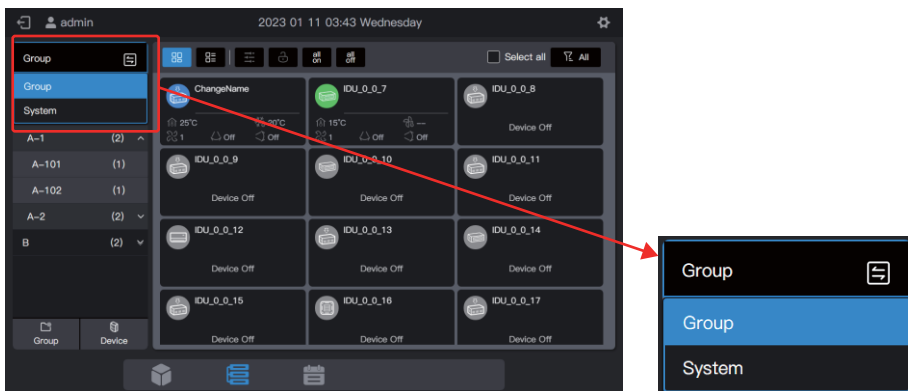 admin
2023 01 11 03:43 Wednesday
Group
Group
System
A-1 (2)
A-101 (1)
A-102 (1)
A-2 (2)
B (2)
Group
Device
all on
all off
Select all
All
ChangeName
25°C 20°C
1 Off Off
IDU_0_0_7
15°C --
1 Off Off
IDU_0_0_8
Device Off
IDU_0_0_9
Device Off
IDU_0_0_10
Device Off
IDU_0_0_11
Device Off
IDU_0_0_12
Device Off
IDU_0_0_13
Device Off
IDU_0_0_14
Device Off
IDU_0_0_15
Device Off
IDU_0_0_16
Device Off
IDU_0_0_17
Device Off
Group
Group
System